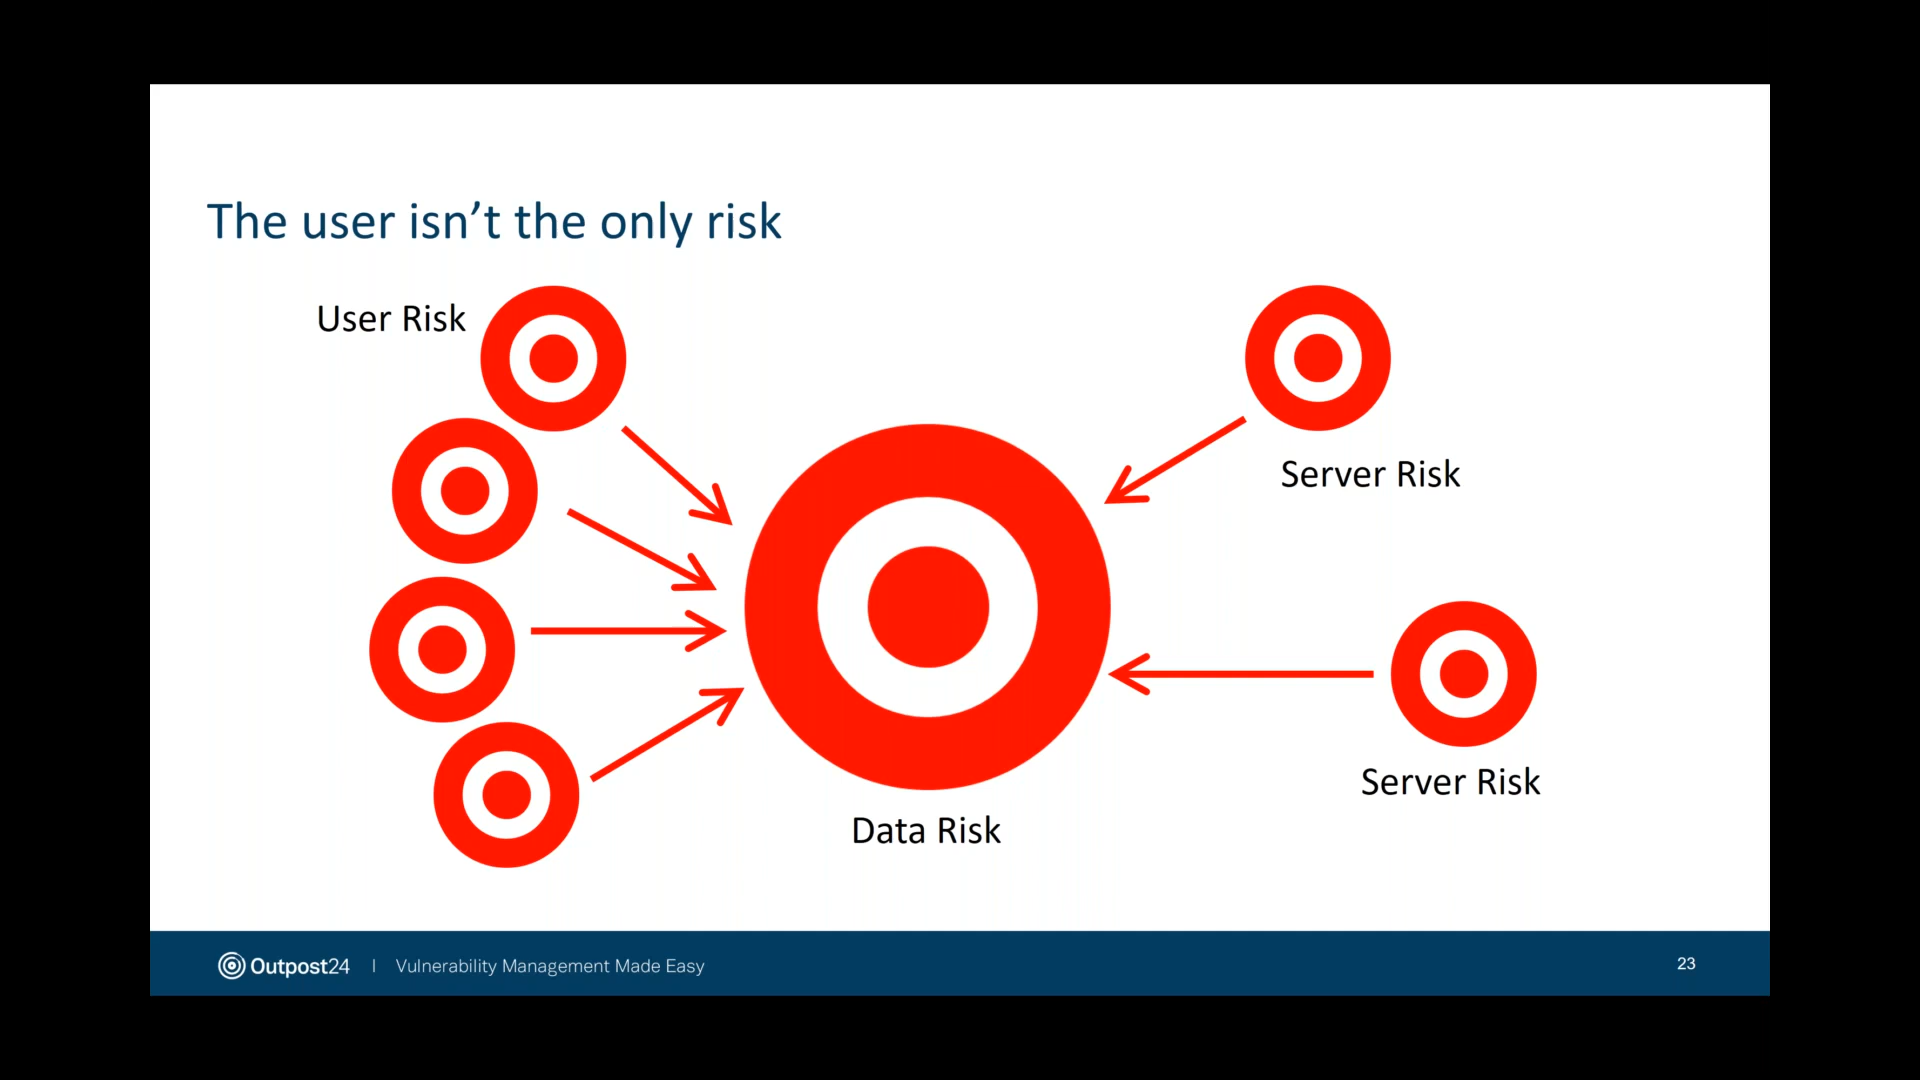 The user isn’t the only risk
User Risk
Server Risk
Server Risk
Data Risk
Outpost24 | Vulnerability Management Made Easy
23